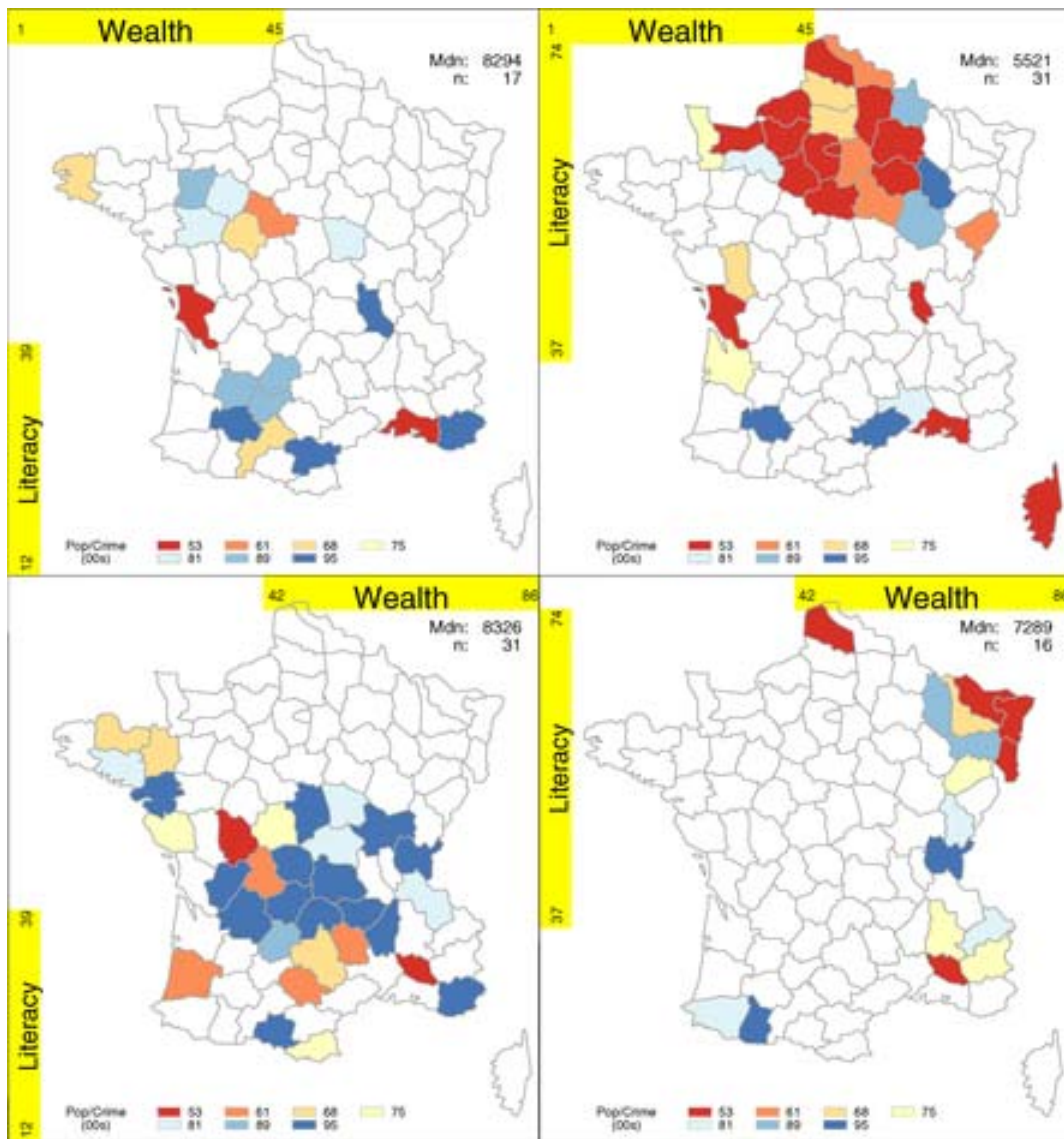 1 Wealth 45
Mdn: 8294
n: 17
39
Literacy
12
Pop/Crime 53 61 68 75
(00s) 81 89 95
1 Wealth 45
74
Mdn: 5521
n: 31
Literacy
37
Pop/Crime 53 61 68 75
(00s) 81 89 95
42 Wealth 86
Mdn: 8326
n: 31
39
Literacy
12
Pop/Crime 53 61 68 75
(00s) 81 89 95
42 Wealth 86
74
Mdn: 7289
n: 16
Literacy
37
Pop/Crime 53 61 68 75
(00s) 81 89 95